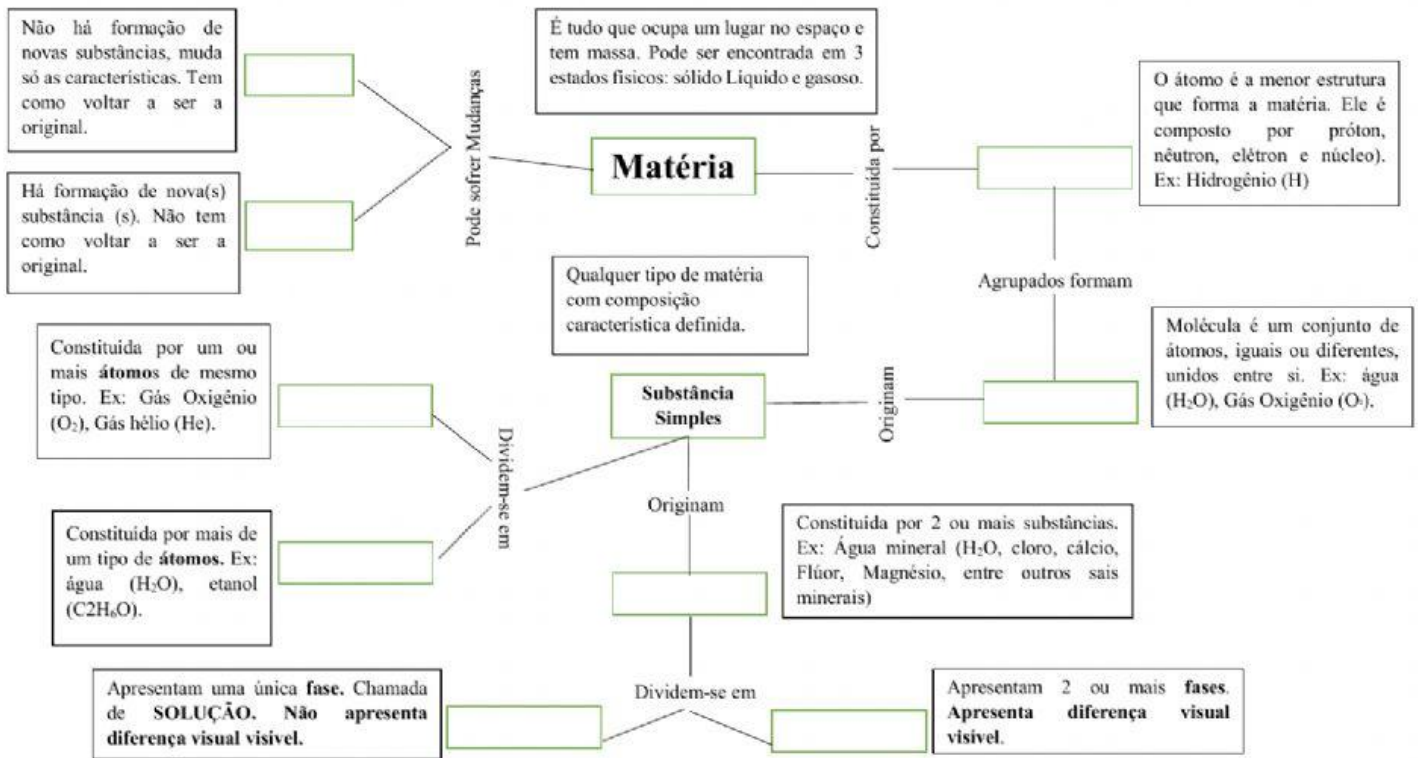 Não há formação de
novas substâncias, muda
só as características. Tem
como voltar a ser a
original.
É tudo que ocupa um lugar no espaço e
tem massa. Pode ser encontrada em 3
estados físicos: sólido Liquido e gasoso.
O átomo é a menor estrutura
que forma a matéria. Ele é
composto por próton,
nêutron, elétron e núcleo).
Ex: Hidrogênio (H)
Pode sofrer Mudanças
Matéria
Constituída por
Há formação de nova(s)
substância (s). Não tem
como voltar a ser a
original.
Qualquer tipo de matéria
com composição
característica definida.
Agrupados formam
Constituida por um ou
mais átomos de mesmo
tipo. Ex: Gás Oxigênio
(O₂), Gás hélio (He).
Substância
Simples
Originam
Molécula é um conjunto de
átomos, iguais ou diferentes,
unidos entre si. Ex: água
(H₂O), Gás Oxigênio (O₂).
Dividem-se em
Originam
Constituída por mais de
um tipo de átomos. Ex:
água (H₂O), etanol
(C2H₆O).
Constituída por 2 ou mais substâncias.
Ex: Água mineral (H₂O, cloro, cálcio,
Flúor, Magnésio, entre outros sais
minerais)
Dividem-se em
Apresentam uma única fase. Chamada
de SOLUÇÃO. Não apresenta
diferença visual visivel.
Apresentam 2 ou mais fases.
Apresenta diferença visual
visivel.